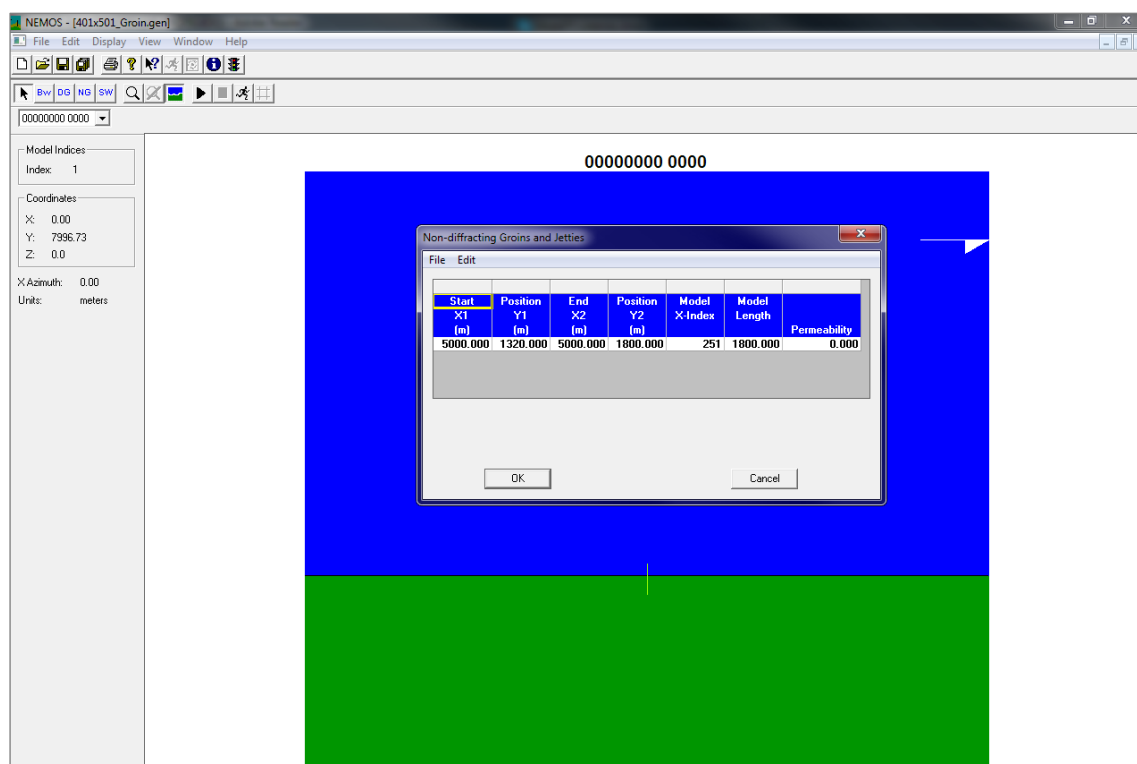 NEMOS - [401x501_Groin.gen]
File Edit Display View Window Help
Bw DG NG SW
00000000 0000
Model Indices
Index: 1
Coordinates
X: 0.00
Y: 7996.73
Z: 0.0
X Azimuth: 0.00
Units: meters
00000000 0000
Non-diffracting Groins and Jetties
File Edit
Start Position End Position Model Model
X1 Y1 X2 Y2 X-Index Length
(m) (m) (m) (m) Permeability
5000.000 1320.000 5000.000 1800.000 251 1800.000 0.000
OK Cancel